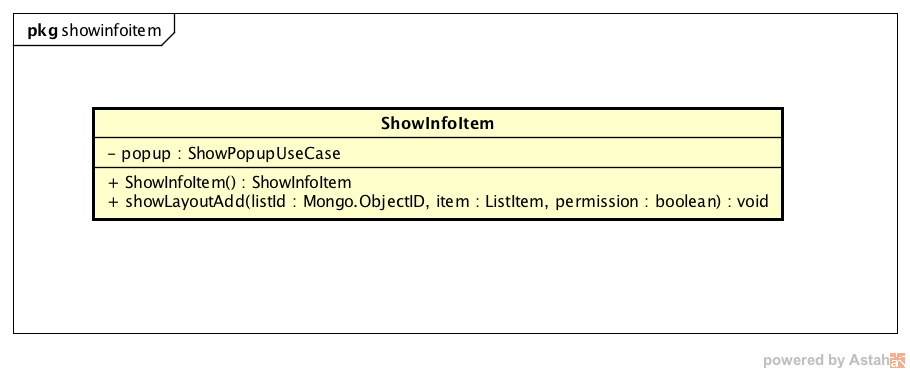 pkg showinfoitem
ShowInfoItem
- popup : ShowPopupUseCase
+ ShowInfoItem() : ShowInfoItem
+ showLayoutAdd(listId : Mongo.ObjectID, item : ListItem, permission : boolean) : void
powered by Astah